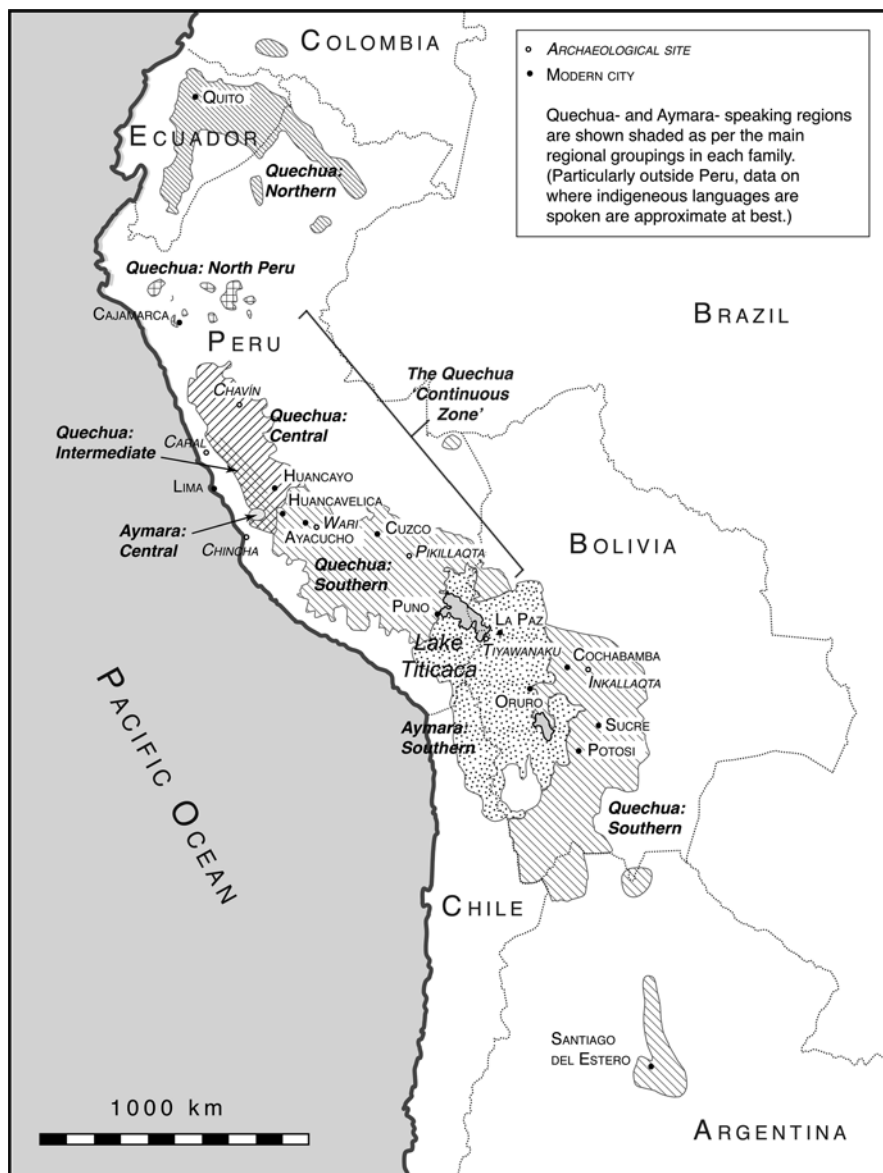 COLOMBIA
ARCHAEOLOGICAL SITE
MODERN CITY
Quechua- and Aymara- speaking regions
are shown shaded as per the main
regional groupings in each family.
(Particularly outside Peru, data on
where indigeneous languages are
spoken are approximate at best.)
QUITO
ECUADOR
Quechua:
Northern
Quechua: North Peru
CAJAMARCA
PERU
BRAZIL
The Quechua
‘Continuous
Zone’
CHAVÍN
Quechua:
Central
Quechua:
Intermediate
CARAL
LIMA
HUANCAYO
HUANCAVELICA
Aymara:
Central
CHINCHA
AYACUCHO
WARI
CUZCO
PIKILLAQTA
Quechua:
Southern
BOLIVIA
PUNO
Lake
Titicaca
LA PAZ
TIYAWANAKU
COCHABAMBA
INKALLAQTA
ORURO
Aymara:
Southern
SUCRE
POTOSI
Quechua:
Southern
PACIFIC OCEAN
CHILE
SANTIAGO
DEL ESTERO
1000 km
ARGENTINA